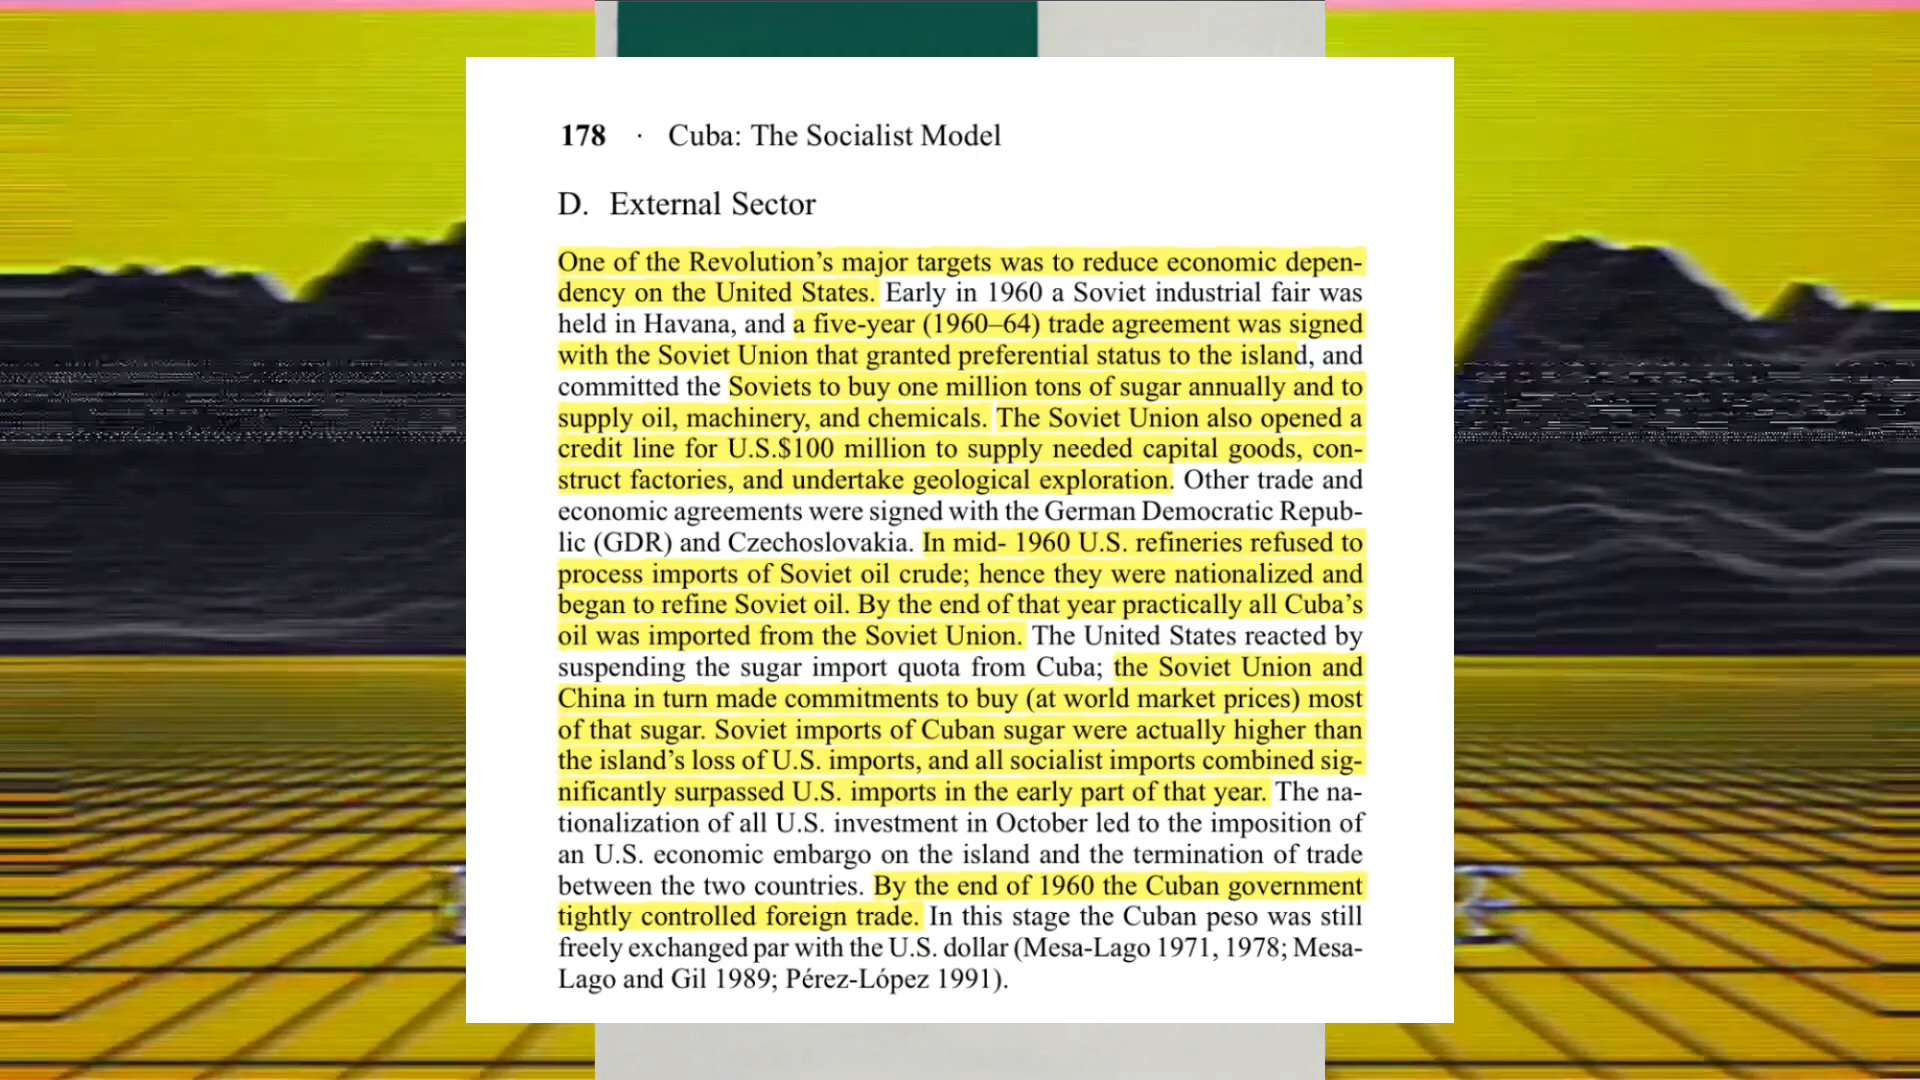 178 · Cuba: The Socialist Model
D. External Sector
One of the Revolution's major targets was to reduce economic depen-
dency on the United States. Early in 1960 a Soviet industrial fair was
held in Havana, and a five-year (1960–64) trade agreement was signed
with the Soviet Union that granted preferential status to the island, and
committed the Soviets to buy one million tons of sugar annually and to
supply oil, machinery, and chemicals. The Soviet Union also opened a
credit line for U.S.$100 million to supply needed capital goods, con-
struct factories, and undertake geological exploration. Other trade and
economic agreements were signed with the German Democratic Repub-
lic (GDR) and Czechoslovakia. In mid- 1960 U.S. refineries refused to
process imports of Soviet oil crude; hence they were nationalized and
began to refine Soviet oil. By the end of that year practically all Cuba's
oil was imported from the Soviet Union. The United States reacted by
suspending the sugar import quota from Cuba; the Soviet Union and
China in turn made commitments to buy (at world market prices) most
of that sugar. Soviet imports of Cuban sugar were actually higher than
the island's loss of U.S. imports, and all socialist imports combined sig-
nificantly surpassed U.S. imports in the early part of that year. The na-
tionalization of all U.S. investment in October led to the imposition of
an U.S. economic embargo on the island and the termination of trade
between the two countries. By the end of 1960 the Cuban government
tightly controlled foreign trade. In this stage the Cuban peso was still
freely exchanged par with the U.S. dollar (Mesa-Lago 1971, 1978; Mesa-
Lago and Gil 1989; Pérez-López 1991).